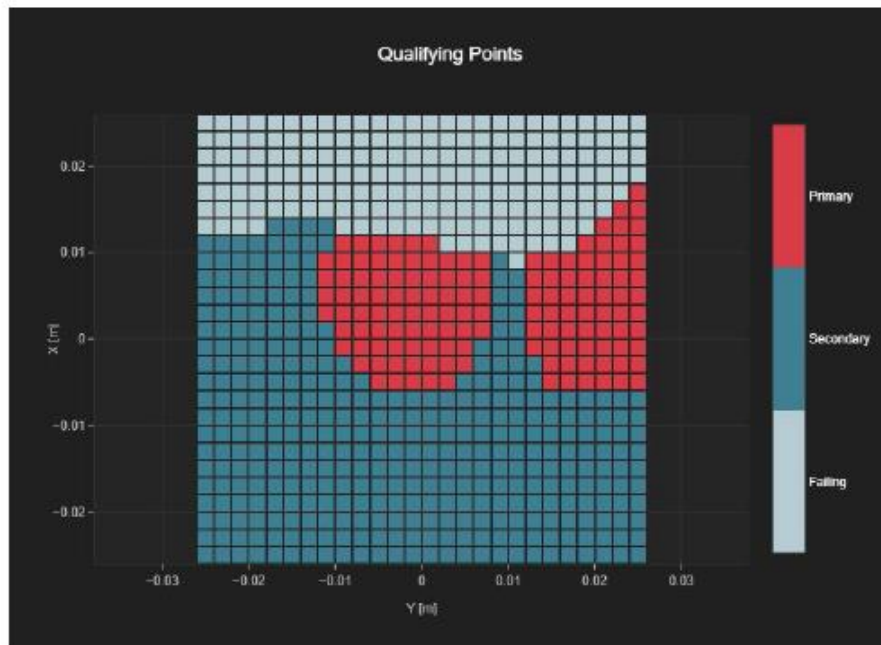 Qualifying Points
0.02
0.01
0
−0.01
−0.02
X [m]
−0.03
−0.02
−0.01
0
0.01
0.02
0.03
Y [m]
Primary
Secondary
Failing